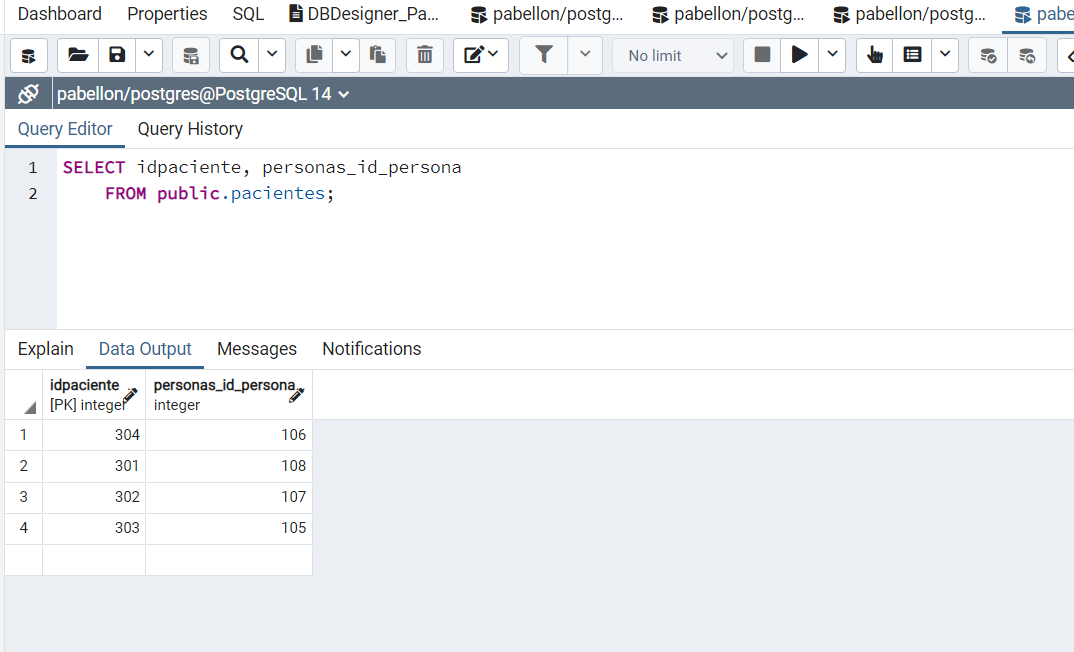 Dashboard Properties SQL DBDesigner_Pa... pabellon/postg... pabellon/postg... pabellon/postg... pabe
No limit
pabellon/postgres@PostgreSQL 14
Query Editor Query History
1 SELECT idpaciente, personas_id_persona
2 FROM public.pacientes;
Explain Data Output Messages Notifications
idpaciente personas_id_persona
[PK] integer integer
1 304 106
2 301 108
3 302 107
4 303 105